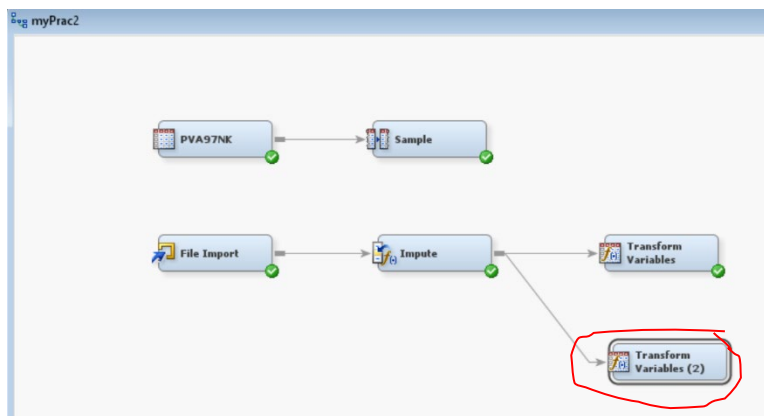 myPrac2
PVA97NK
Sample
File Import
Impute
Transform
Variables
Transform
Variables (2)